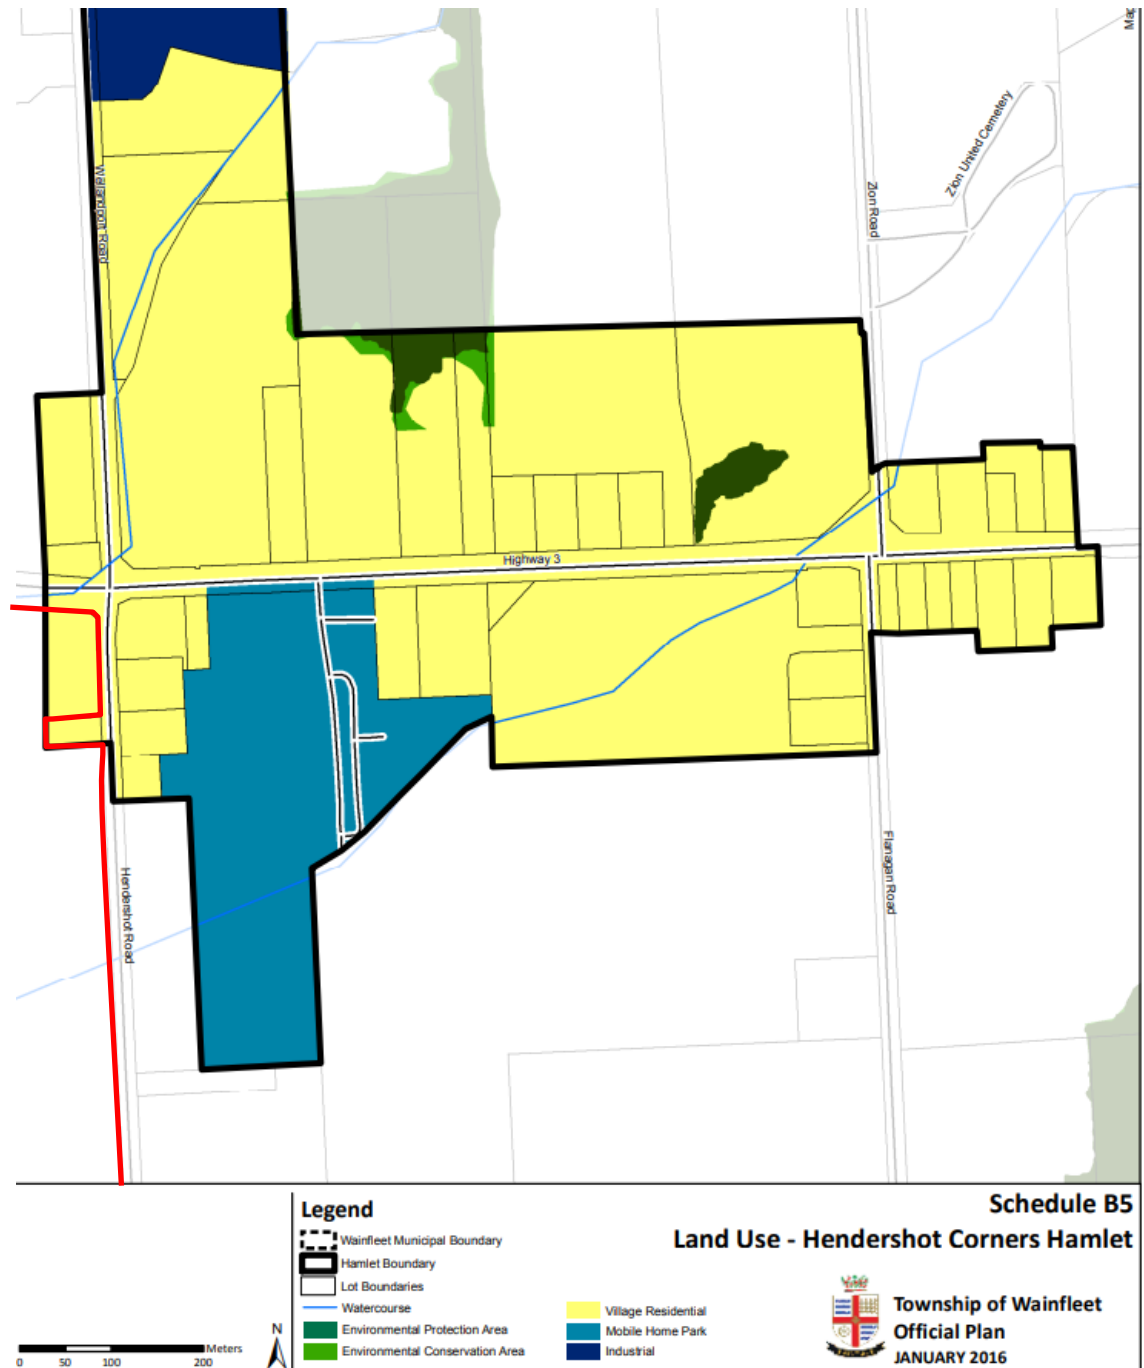 Wellandport Road
Zion Road
Zion United Cemetery
Highway 3
Hendershot Road
Flanagan Road
Schedule B5
Land Use - Hendershot Corners Hamlet
Legend
Wainfleet Municipal Boundary
Hamlet Boundary
Lot Boundaries
Watercourse
Environmental Protection Area
Environmental Conservation Area
Village Residential
Mobile Home Park
Industrial
Township of Wainfleet
Official Plan
JANUARY 2016
N
Meters
0 50 100 200